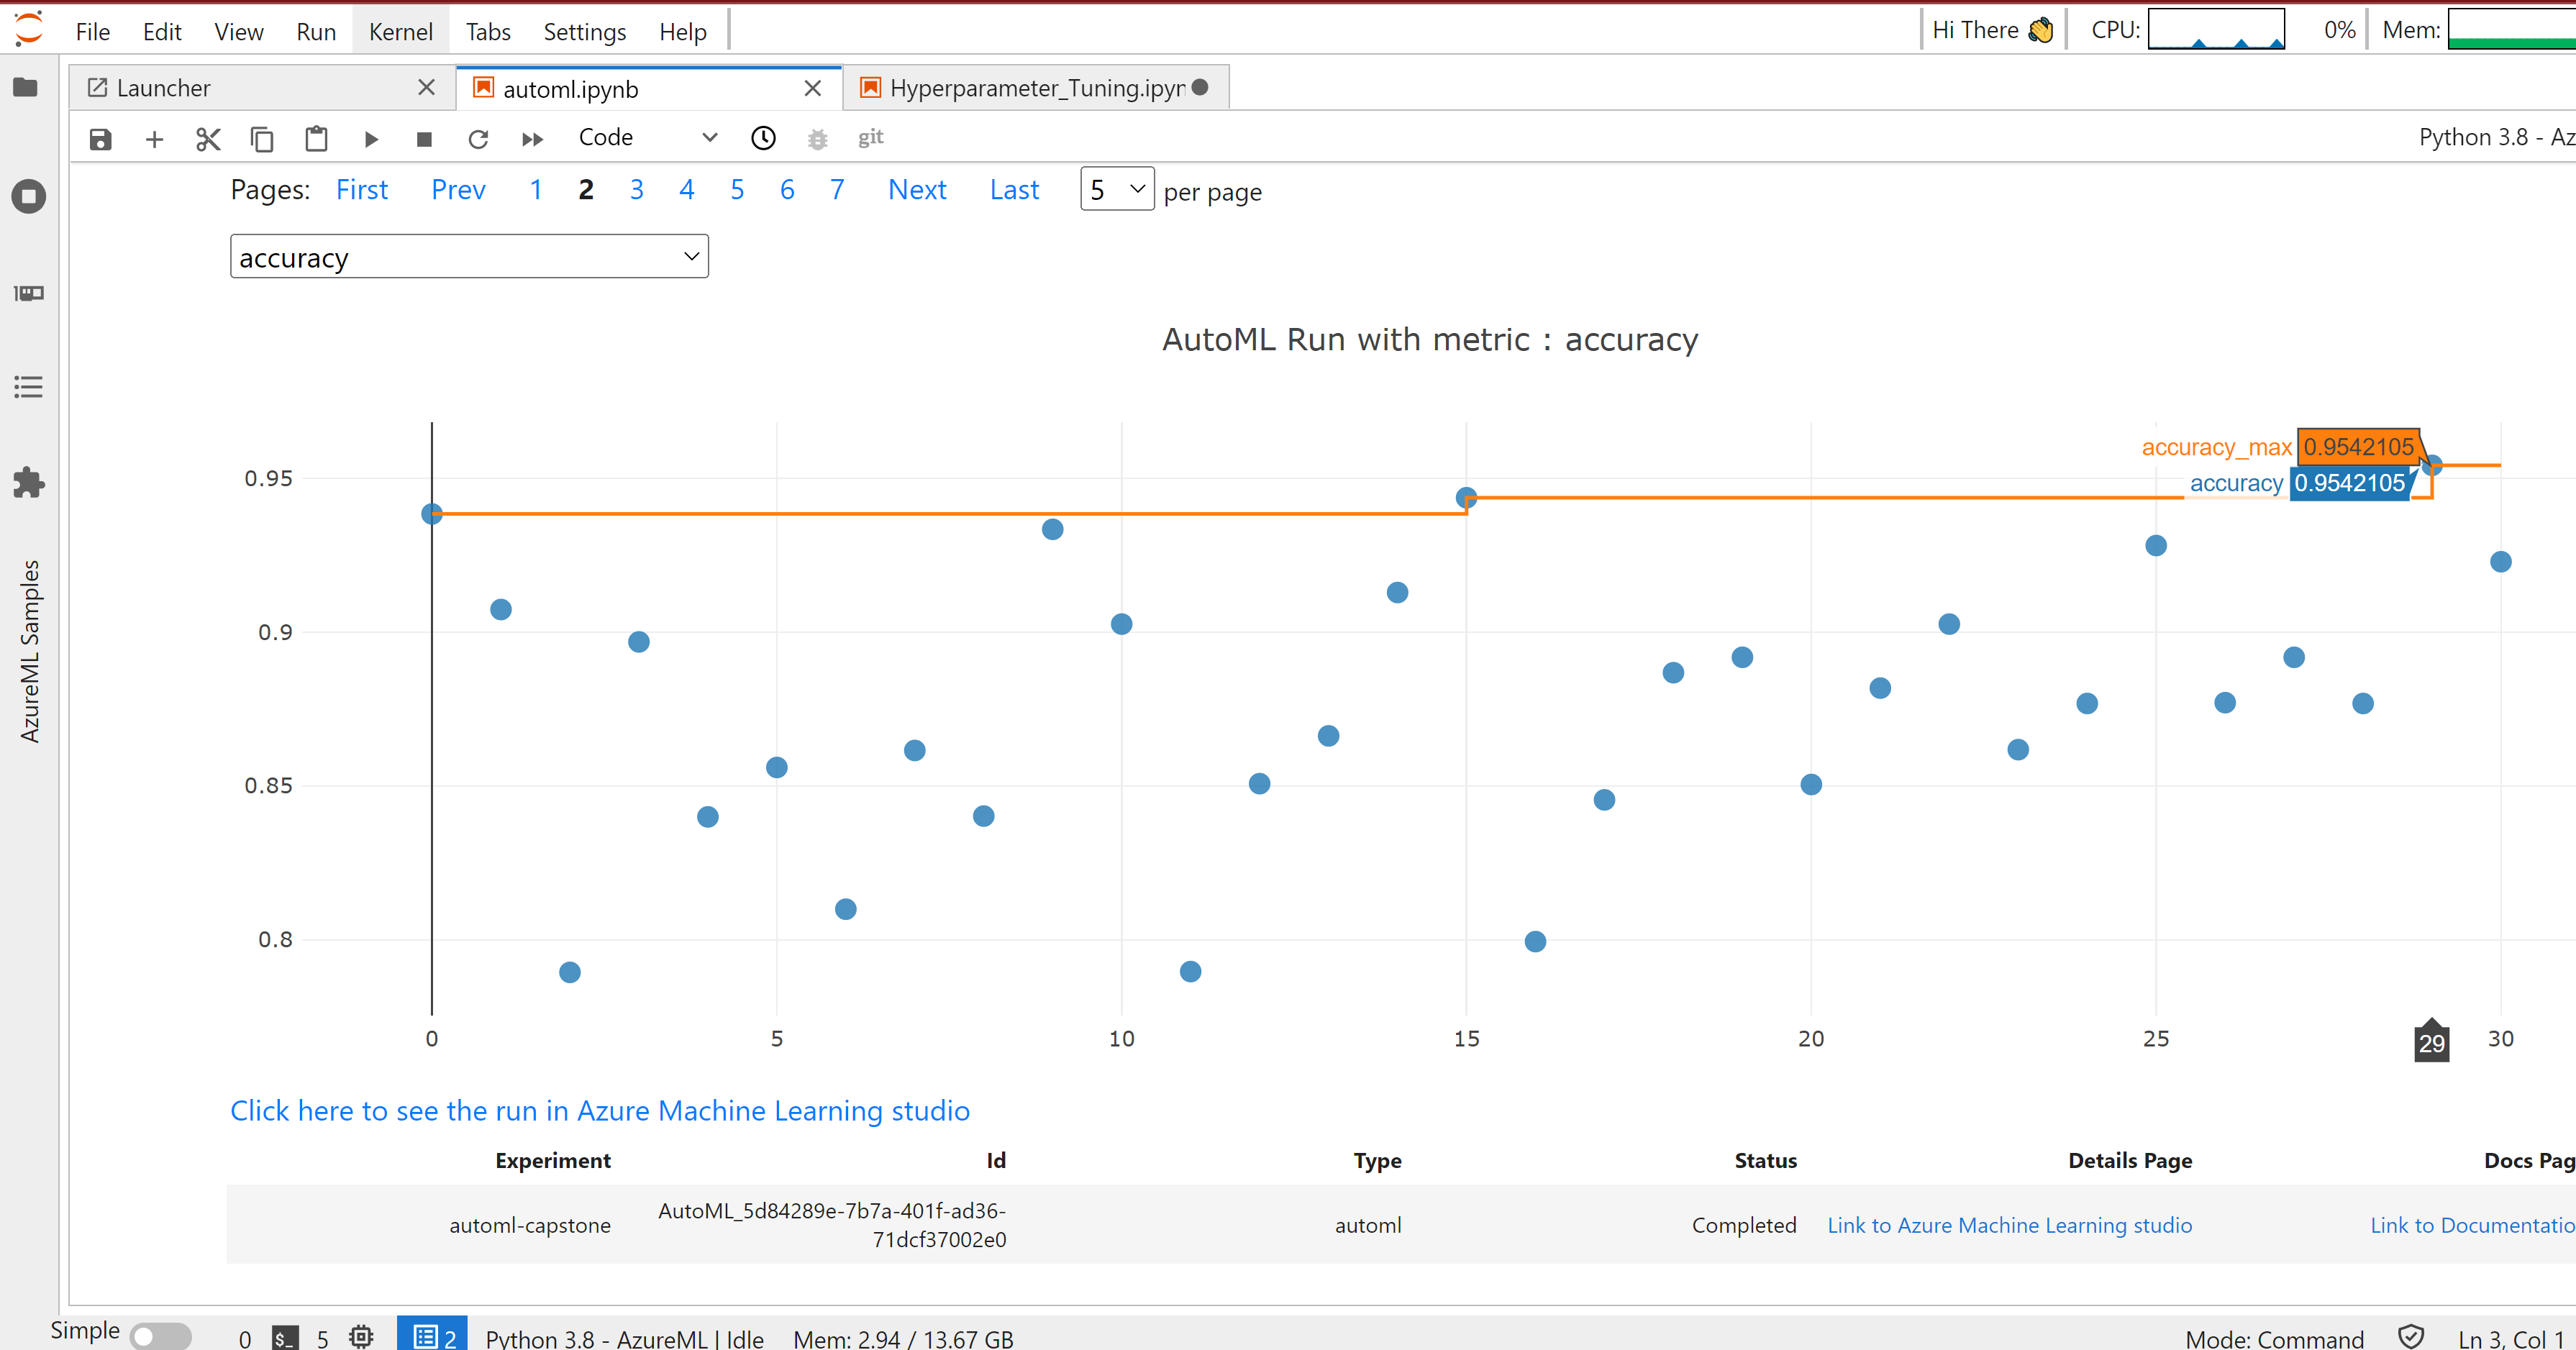 File Edit View Run Kernel Tabs Settings Help Hi There 👋 CPU: 0% Mem:
Launcher automl.ipynb Hyperparameter_Tuning.ipyn
Code git Python 3.8 - Az
Pages: First Prev 1 2 3 4 5 6 7 Next Last 5 per page
accuracy
AutoML Run with metric : accuracy
accuracy_max 0.9542105
accuracy 0.9542105
0.95
0.9
0.85
0.8
0 5 10 15 20 25 29 30
AzureML Samples
Click here to see the run in Azure Machine Learning studio
Experiment Id Type Status Details Page Docs Pag
automl-capstone AutoML_5d84289e-7b7a-401f-ad36-
71dcf37002e0 automl Completed Link to Azure Machine Learning studio Link to Documentatio
Simple 0 $_ 5 2 Python 3.8 - AzureML | Idle Mem: 2.94 / 13.67 GB Mode: Command Ln 3, Col 1